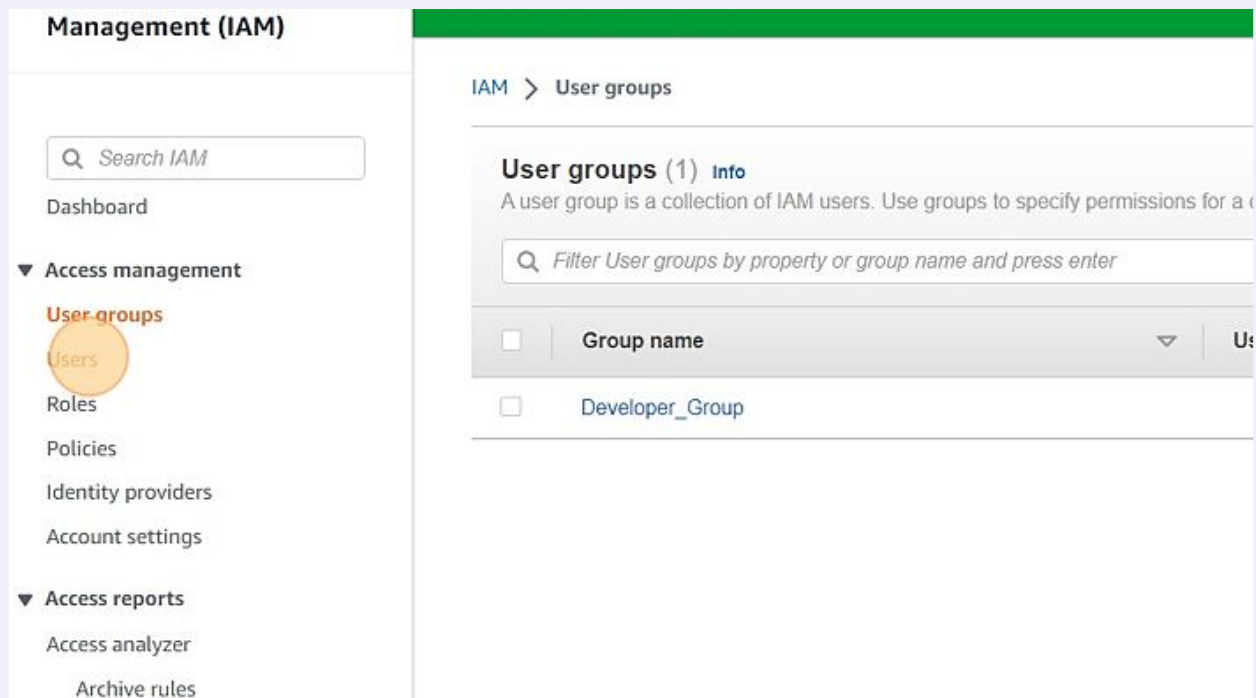 Management (IAM)
Search IAM
Dashboard
Access management
User groups
Users
Roles
Policies
Identity providers
Account settings
Access reports
Access analyzer
Archive rules
IAM > User groups
User groups (1) Info
A user group is a collection of IAM users. Use groups to specify permissions for a
Filter User groups by property or group name and press enter
Group name
Developer_Group